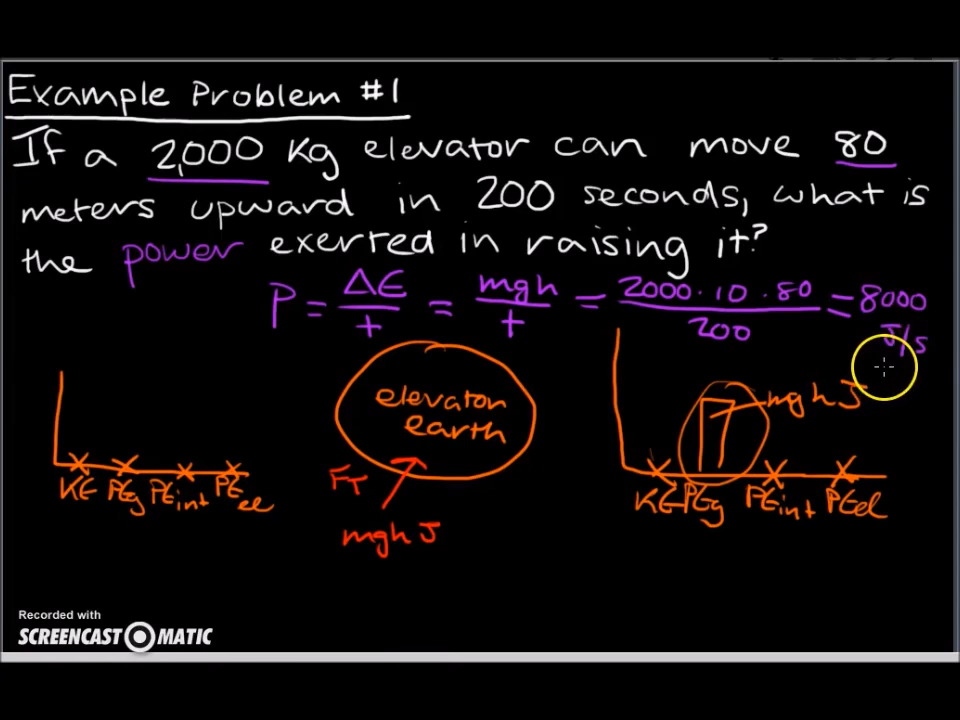 Example Problem #1
If a 2,000 Kg elevator can move 80
meters upward in 200 seconds, what is
the power exerted in raising it?
P = ΔE/t = mgh/t = 2000 · 10 · 80/200 = 8000 J/s
elevator
earth
mgh J
FT
mgh J
KE PEg PEint PEel
KE PEg PEint PEel
Recorded with
SCREENCAST O MATIC